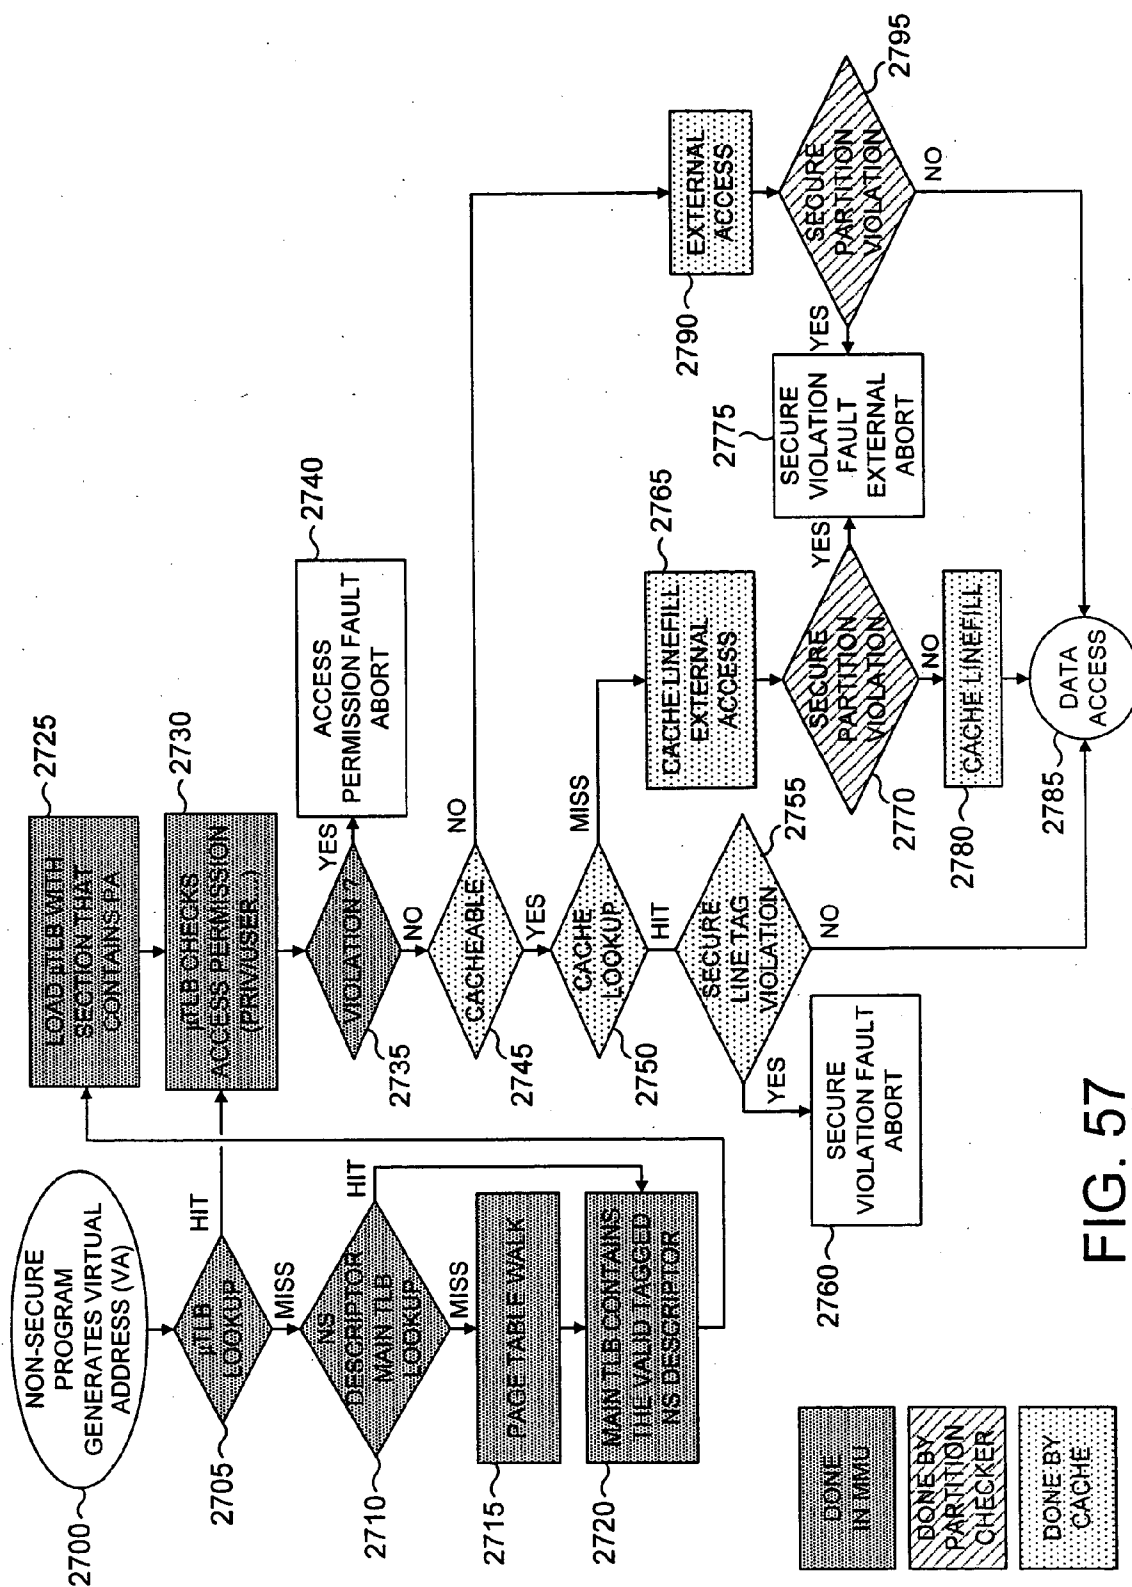 2700
NON-SECURE
PROGRAM
GENERATES VIRTUAL
ADDRESS (VA)
2705
µTLB
LOOKUP
HIT
MISS
2710
NS
DESCRIPTOR
MAIN TLB
LOOKUP
HIT
MISS
2715
PAGE TABLE WALK
2720
MAIN TLB CONTAINS
THE VALID TAGGED
NS DESCRIPTOR
2725
LOAD µTLB WITH
SECTION THAT
CONTAINS PA
2730
µTLB CHECKS
ACCESS PERMISSION
(PRIV/USER...)
2735
VIOLATION ?
YES
NO
2740
ACCESS
PERMISSION FAULT
ABORT
2745
CACHEABLE
NO
YES
2750
CACHE
LOOKUP
MISS
HIT
2755
SECURE
LINE TAG
VIOLATION
YES
NO
2760
SECURE
VIOLATION FAULT
ABORT
2765
CACHE LINEFILL
EXTERNAL
ACCESS
2770
SECURE
PARTITION
VIOLATION
YES
NO
2775
SECURE
VIOLATION
FAULT
EXTERNAL
ABORT
2780
CACHE LINEFILL
2785
DATA
ACCESS
2790
EXTERNAL
ACCESS
2795
SECURE
PARTITION
VIOLATION
YES
NO
DONE
IN MMU
DONE BY
PARTITION
CHECKER
DONE BY
CACHE
FIG. 57